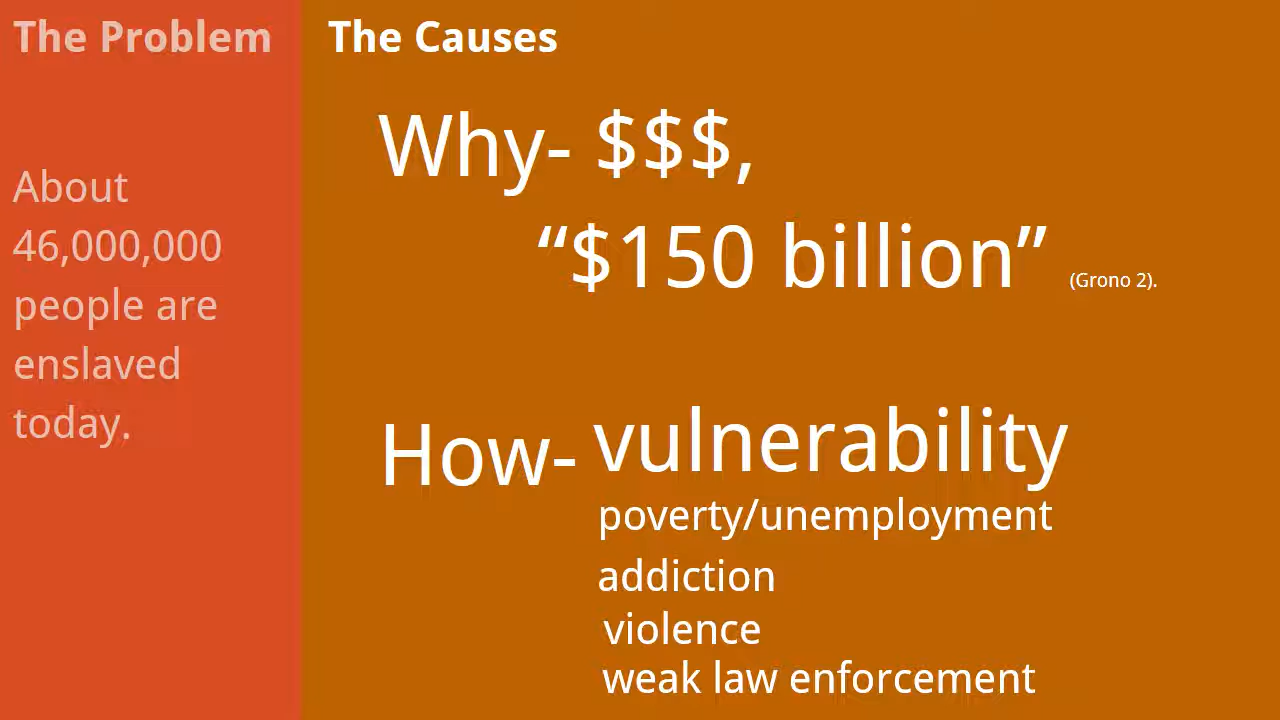 The Problem
About
46,000,000
people are
enslaved
today.
The Causes
Why- $$$,
“$150 billion” (Grono 2).
How- vulnerability
poverty/unemployment
addiction
violence
weak law enforcement